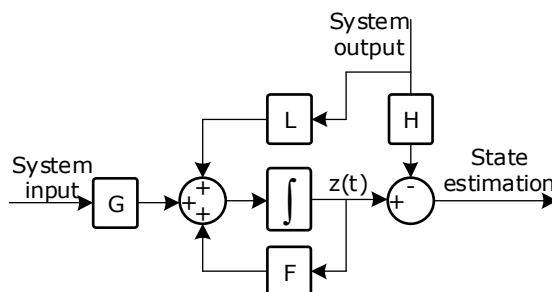 System
output
L
H
System
input
G
+
+
+
∫
z(t)
+
-
State
estimation
F